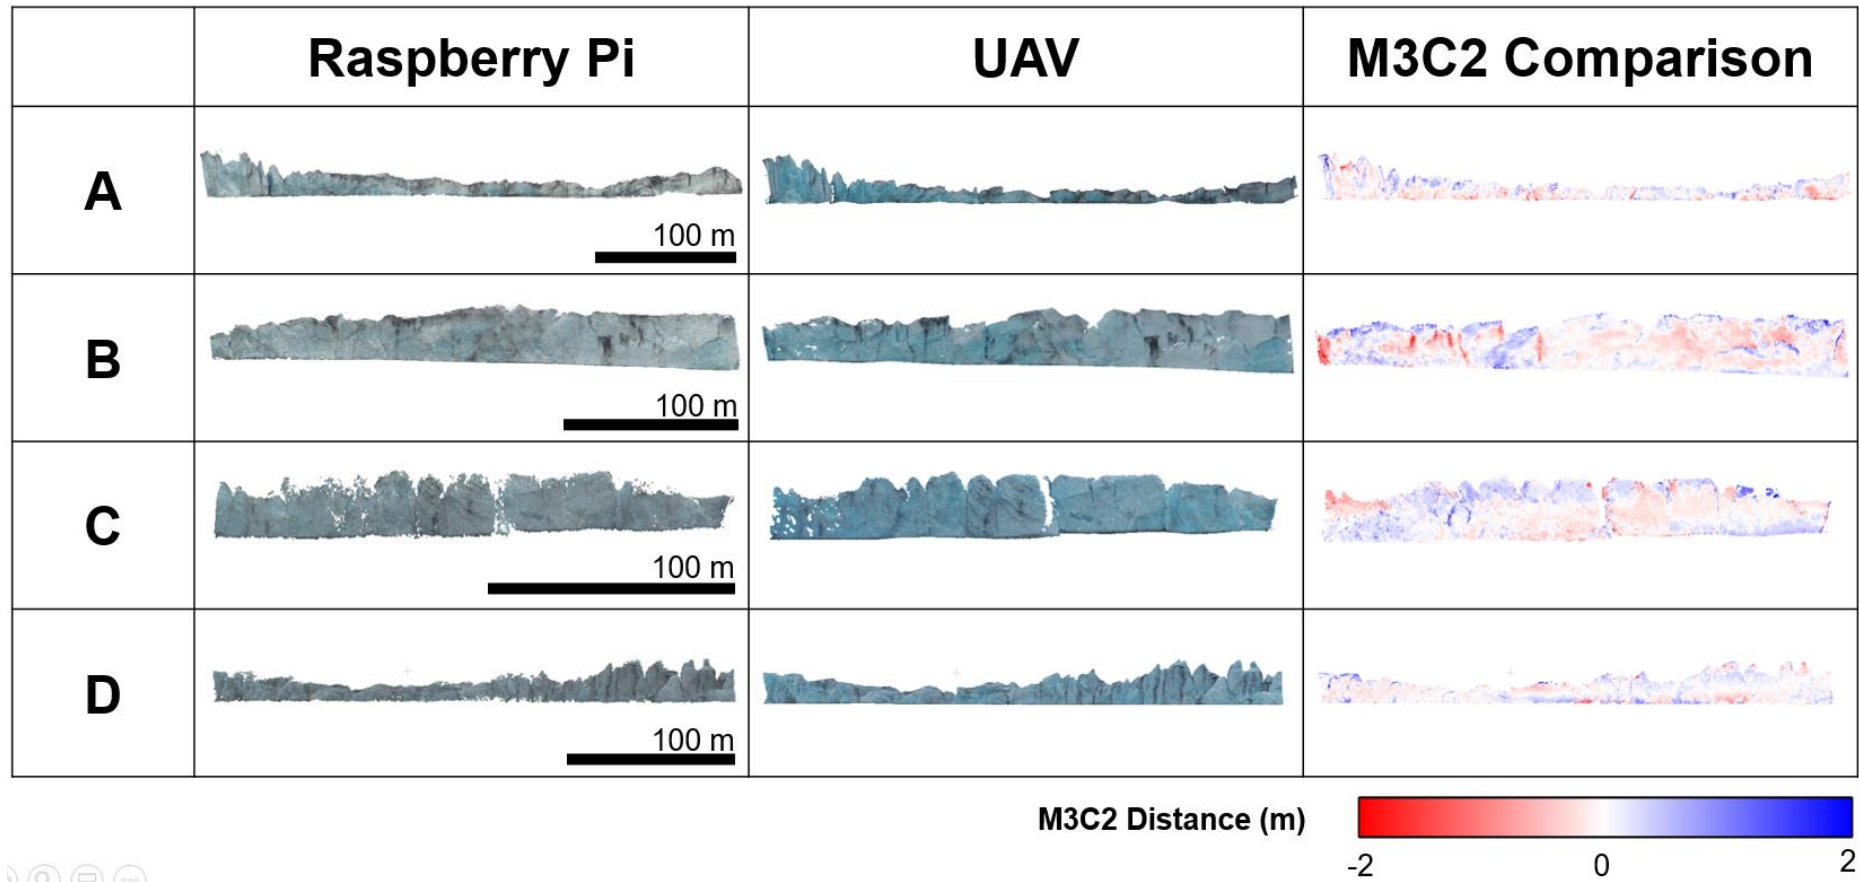 Raspberry Pi
UAV
M3C2 Comparison
A
100 m
B
100 m
C
100 m
D
100 m
M3C2 Distance (m)
-2
0
2